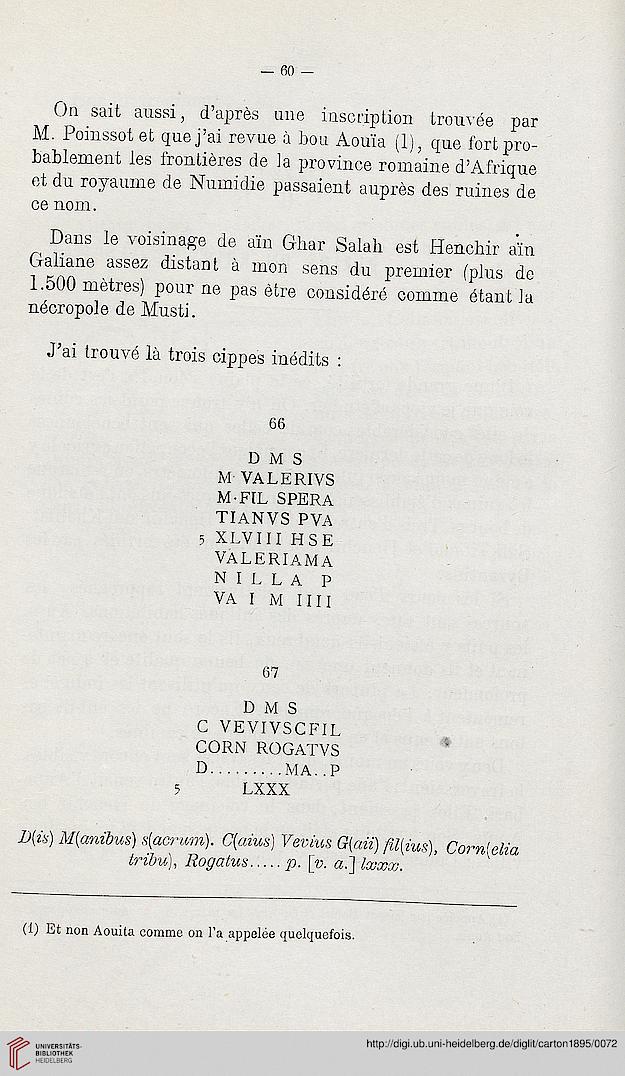 — 60 —
On sait aussi, d'après une inscription trouvée par
M. Poinssot et que j'ai revue à bou Aouïa (1), que fort pro-
bablement les frontières de la province romaine d'Afrique
et du royaume de Numidie passaient auprès des ruines de
ce nom.
Dans le voisinage de aïn Ghar Salah est Henchir aïn
Galiane assez distant à mon sens du premier (plus de
1.500 mètres) pour ne pas être considéré comme étant la
nécropole de Musti.
J'ai trouvé là trois cippes inédits :
66
D M S
M· VALERIVS
M·FIL SPERA
TIANVS PVA
5 XLVIII HSE
VALERIAMA
NILLA P
VA I M IIII
67
D M S
C VEVIVSCFIL
CORN ROGATVS
D.........MA..P
5 LXXX
D(is) M(anibus) s(acrum). C(aius) Vevius G(aii) fil(ius), Corn(elia
tribu), Rogatus..... p. [v. a.] lxxx.
(1) Et non Aouita comme on l'a appelée quelquefois.
UNIVERSITÄTS-
BIBLIOTHEK
HEIDELBERG
http://digi.ub.uni-heidelberg.de/diglit/carton1895/0072